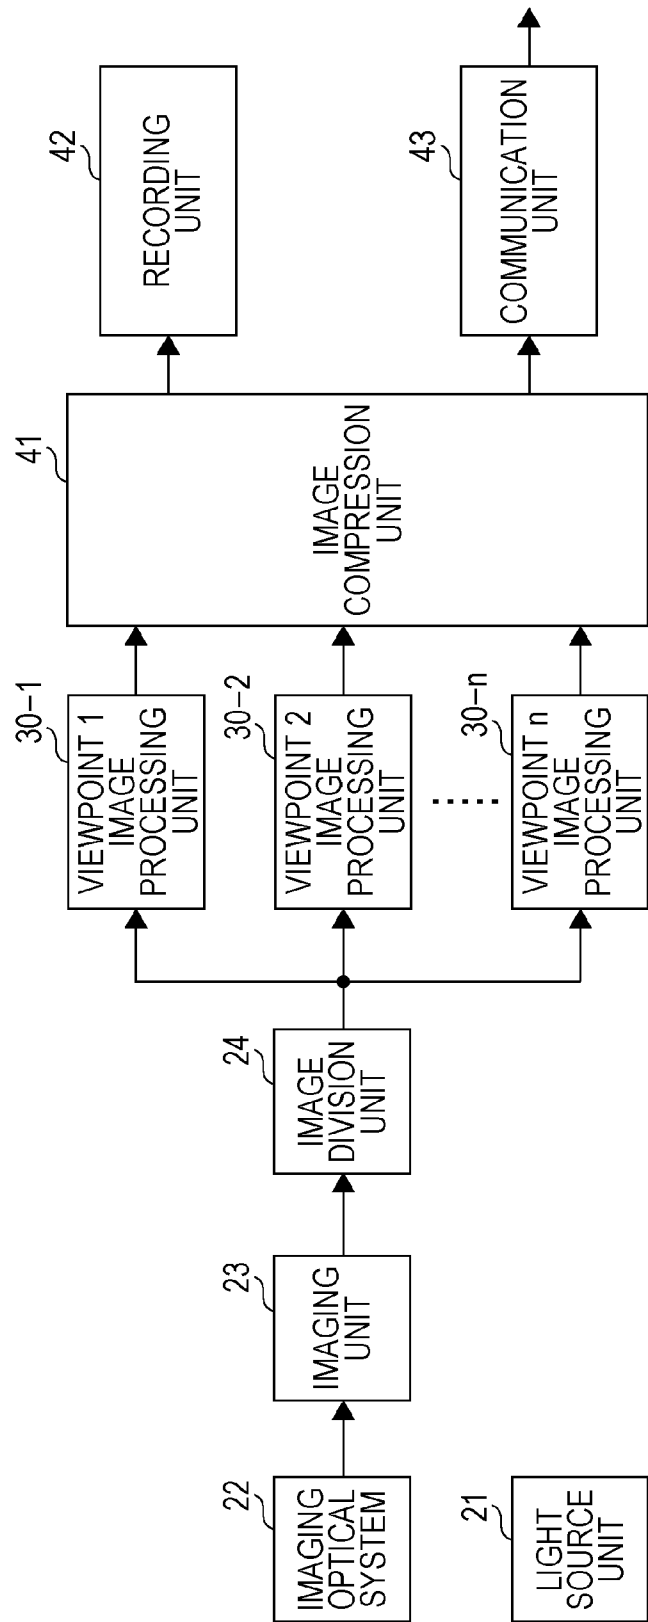 22
IMAGING
OPTICAL
SYSTEM
21
LIGHT
SOURCE
UNIT
23
IMAGING
UNIT
24
IMAGE
DIVISION
UNIT
30-1
VIEWPOINT 1
IMAGE
PROCESSING
UNIT
30-2
VIEWPOINT 2
IMAGE
PROCESSING
UNIT
30-n
VIEWPOINT n
IMAGE
PROCESSING
UNIT
41
IMAGE
COMPRESSION
UNIT
42
RECORDING
UNIT
43
COMMUNICATION
UNIT